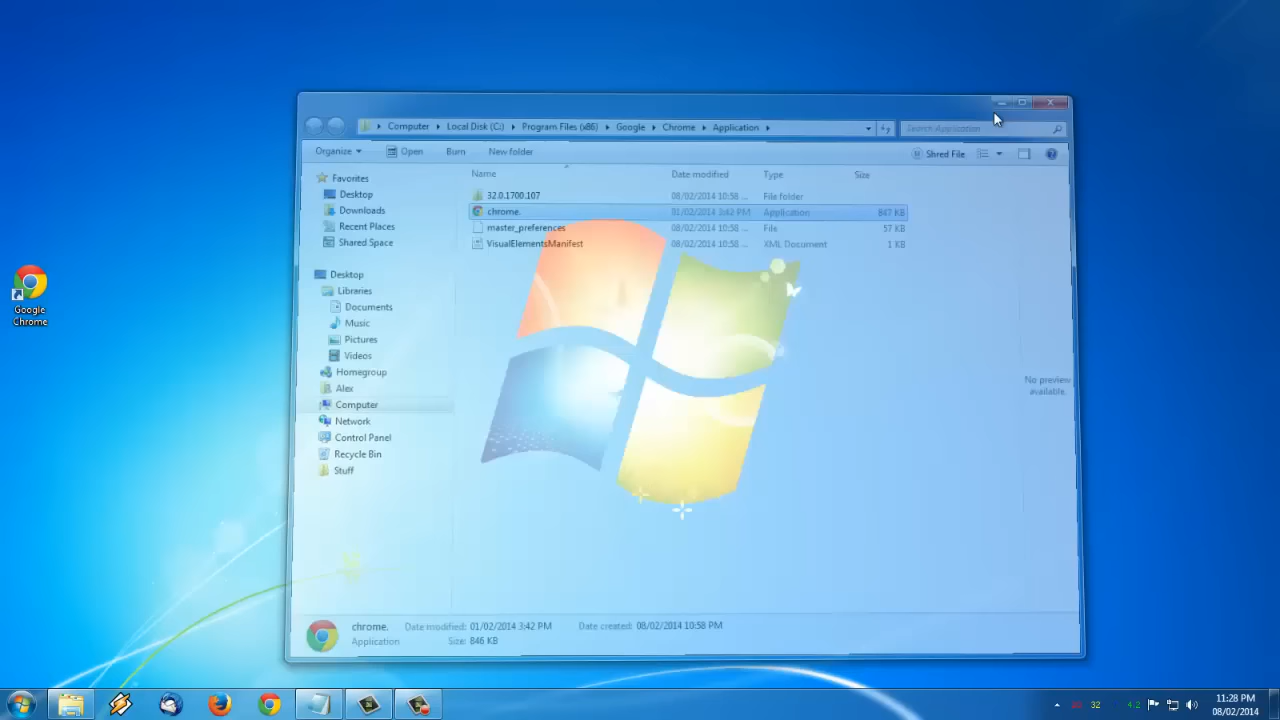 Computer Local Disk (C:) Program Files (x86) Google Chrome Application
Search Application
Organize Open Burn New folder
Shred File
Name Date modified Type Size
32.0.1700.107 08/02/2014 10:58 ... File folder
chrome. 01/02/2014 3:42 PM Application 847 KB
master_preferences 08/02/2014 10:58 ... File 57 KB
VisualElementsManifest 08/02/2014 10:58 ... XML Document 1 KB
Favorites
Desktop
Downloads
Recent Places
Shared Space
Desktop
Libraries
Documents
Music
Pictures
Videos
Homegroup
Alex
Computer
Network
Control Panel
Recycle Bin
Stuff
No preview
available.
Google
Chrome
chrome. Date modified: 01/02/2014 3:42 PM Date created: 08/02/2014 10:58 PM
Application Size: 846 KB
32
11:28 PM
08/02/2014